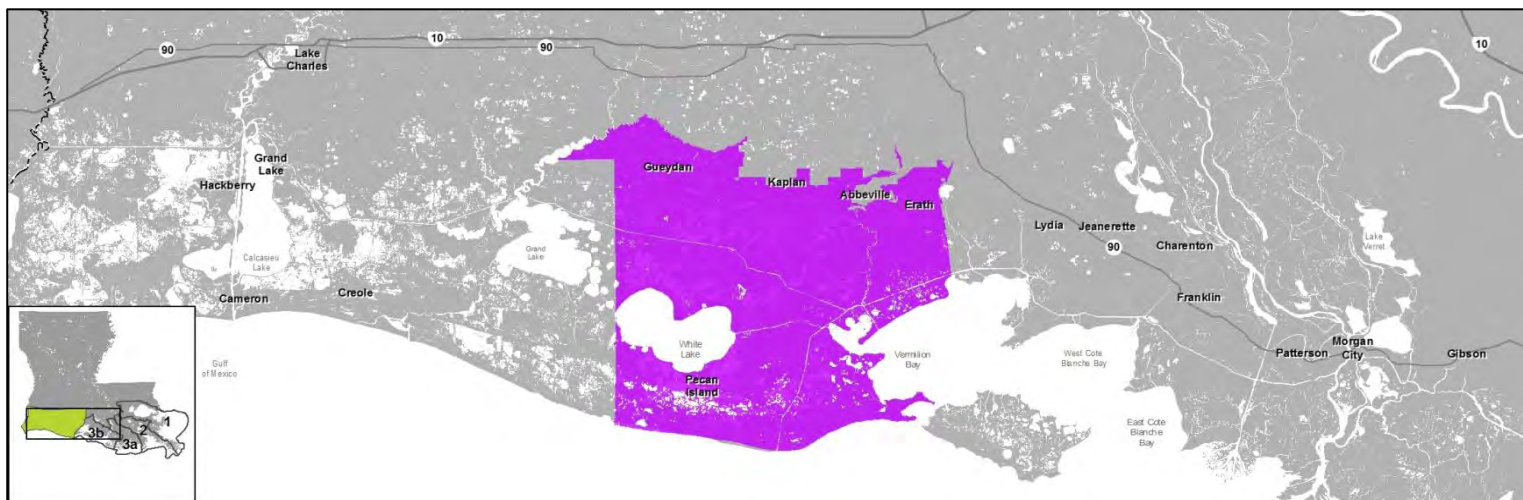 10
90
10
90
Lake
Charles
Grand
Lake
Gueydan
Hackberry
Kaplan
Abbeville
Erath
Lydia
Jeanerette
90
Charenton
Lake
Verret
Grand
Lake
Calcasieu
Lake
Cameron
Creole
Franklin
White
Lake
Vermilion
Bay
West Cote
Blanche Bay
Patterson
Morgan
City
Gibson
Gulf
of Mexico
Pecan
Island
East Cote
Blanche
Bay
1
2
3b
3a